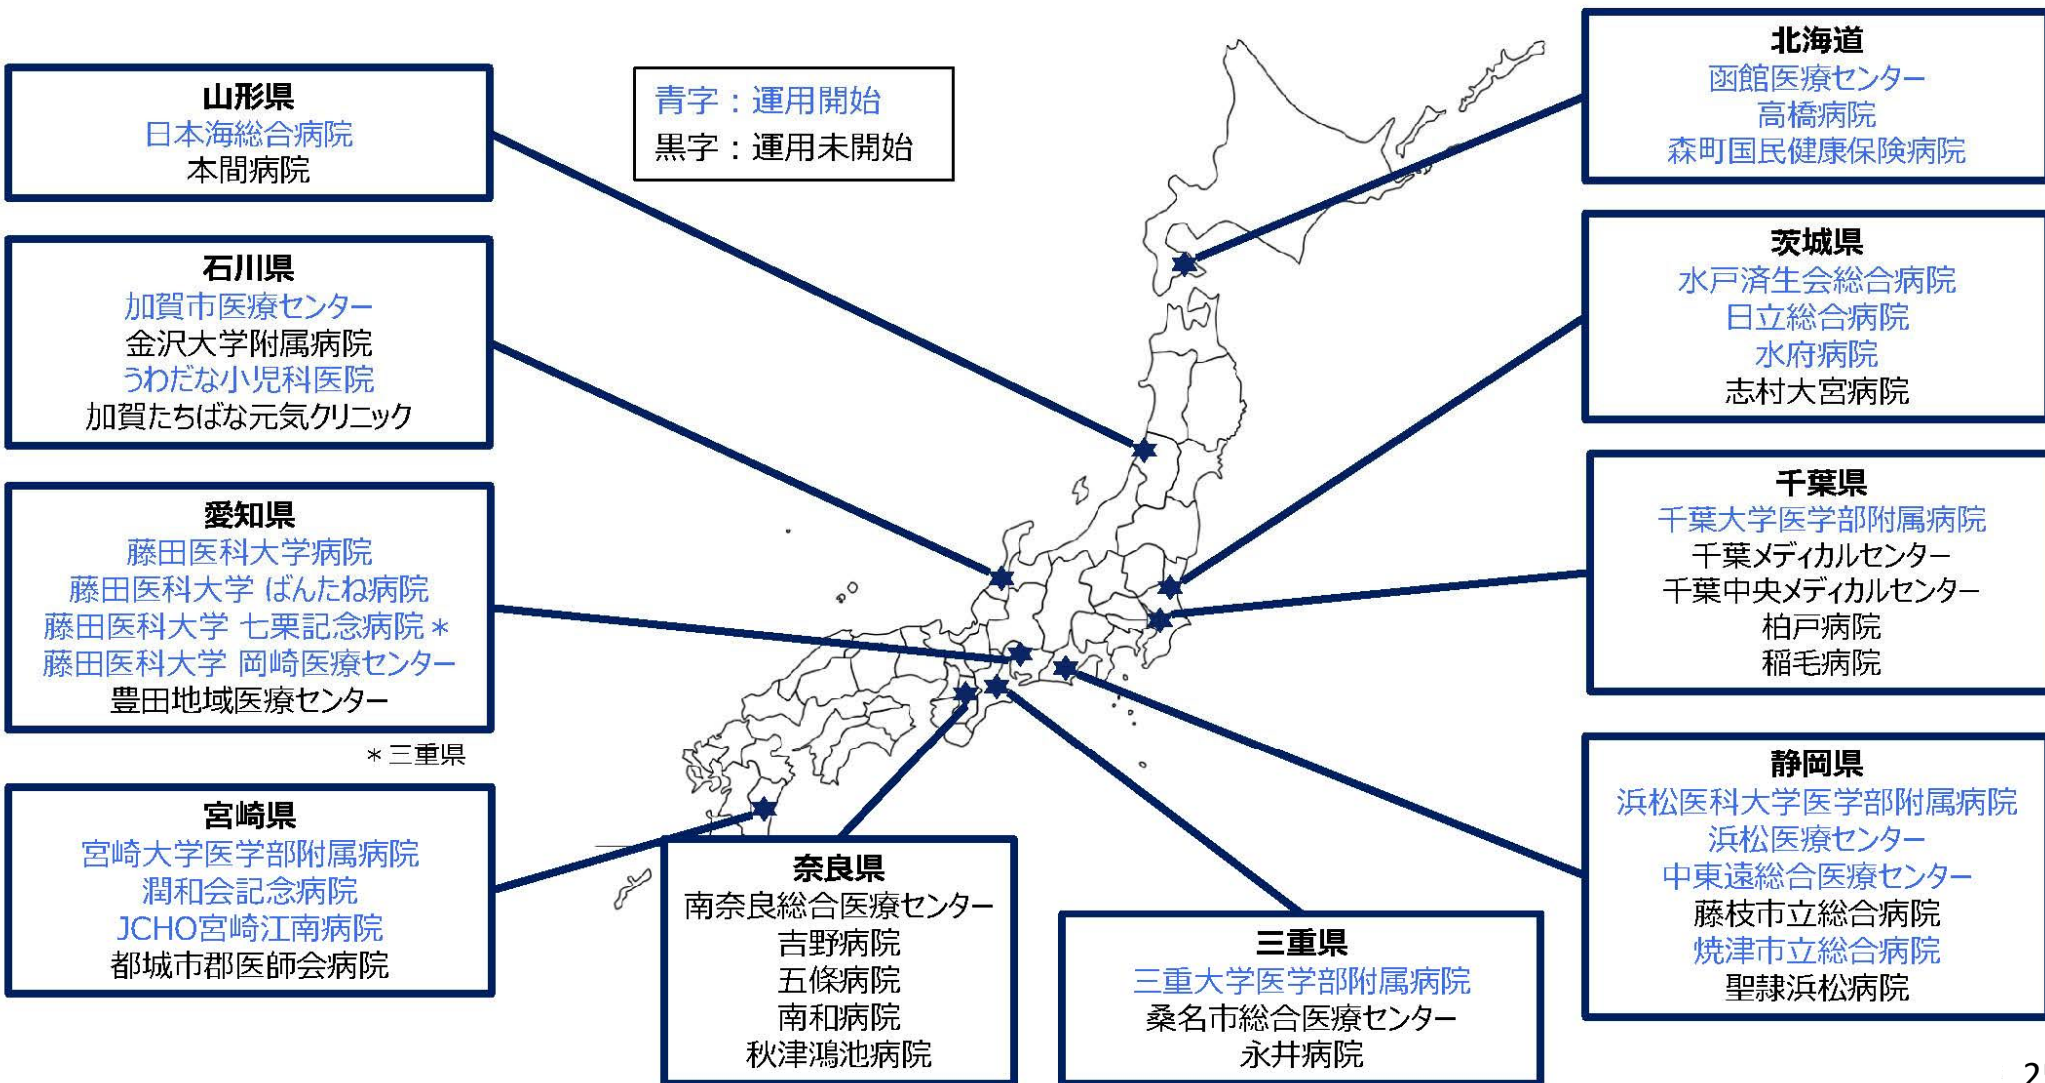 山形県
日本海総合病院
本間病院
青字：運用開始
黒字：運用未開始
北海道
函館医療センター
高橋病院
森町国民健康保険病院
石川県
加賀市医療センター
金沢大学附属病院
うわだな小児科医院
加賀たちばな元気クリニック
茨城県
水戸済生会総合病院
日立総合病院
水府病院
志村大宮病院
愛知県
藤田医科大学病院
藤田医科大学 ばんたね病院
藤田医科大学 七栗記念病院＊
藤田医科大学 岡崎医療センター
豊田地域医療センター
＊三重県
千葉県
千葉大学医学部附属病院
千葉メディカルセンター
千葉中央メディカルセンター
柏戸病院
稲毛病院
宮崎県
宮崎大学医学部附属病院
潤和会記念病院
JCHO宮崎江南病院
都城市郡医師会病院
奈良県
南奈良総合医療センター
吉野病院
五條病院
南和病院
秋津鴻池病院
三重県
三重大学医学部附属病院
桑名市総合医療センター
永井病院
静岡県
浜松医科大学医学部附属病院
浜松医療センター
中東遠総合医療センター
藤枝市立総合病院
焼津市立総合病院
聖隷浜松病院